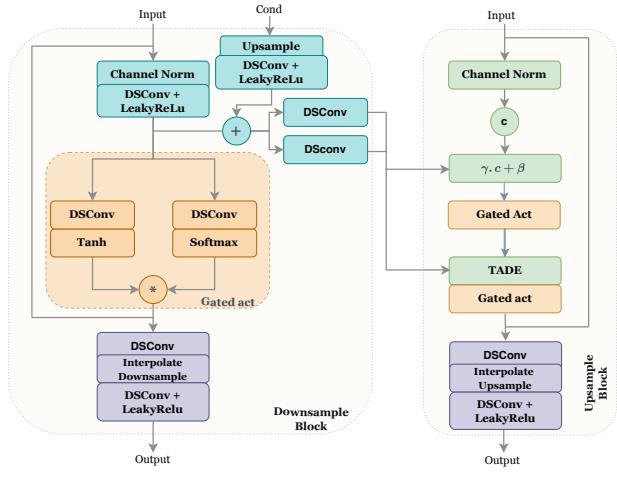 Input
Cond
Upsample
DSConv +
LeakyReLu
Channel Norm
DSConv +
LeakyReLU
+
DSConv
DSconv
DSConv
Tanh
DSConv
Softmax
*
Gated act
DSConv
Interpolate
Downsample
DSConv +
LeakyRelu
Downsample
Block
Output
Input
Channel Norm
c
γ. c + β
Gated Act
TADE
Gated act
DSConv
Interpolate
Upsample
DSConv +
LeakyRelu
Upsample
Block
Output